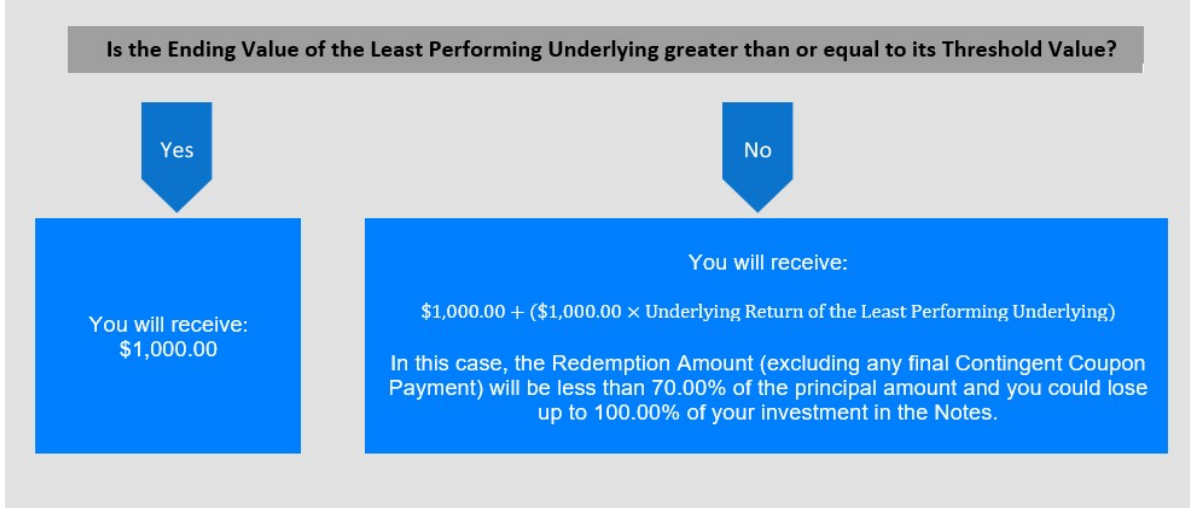 Is the Ending Value of the Least Performing Underlying greater than or equal to its Threshold Value?
Yes
No
You will receive:
$1,000.00
You will receive:
$1,000.00 + ($1,000.00 × Underlying Return of the Least Performing Underlying)
In this case, the Redemption Amount (excluding any final Contingent Coupon
Payment) will be less than 70.00% of the principal amount and you could lose
up to 100.00% of your investment in the Notes.